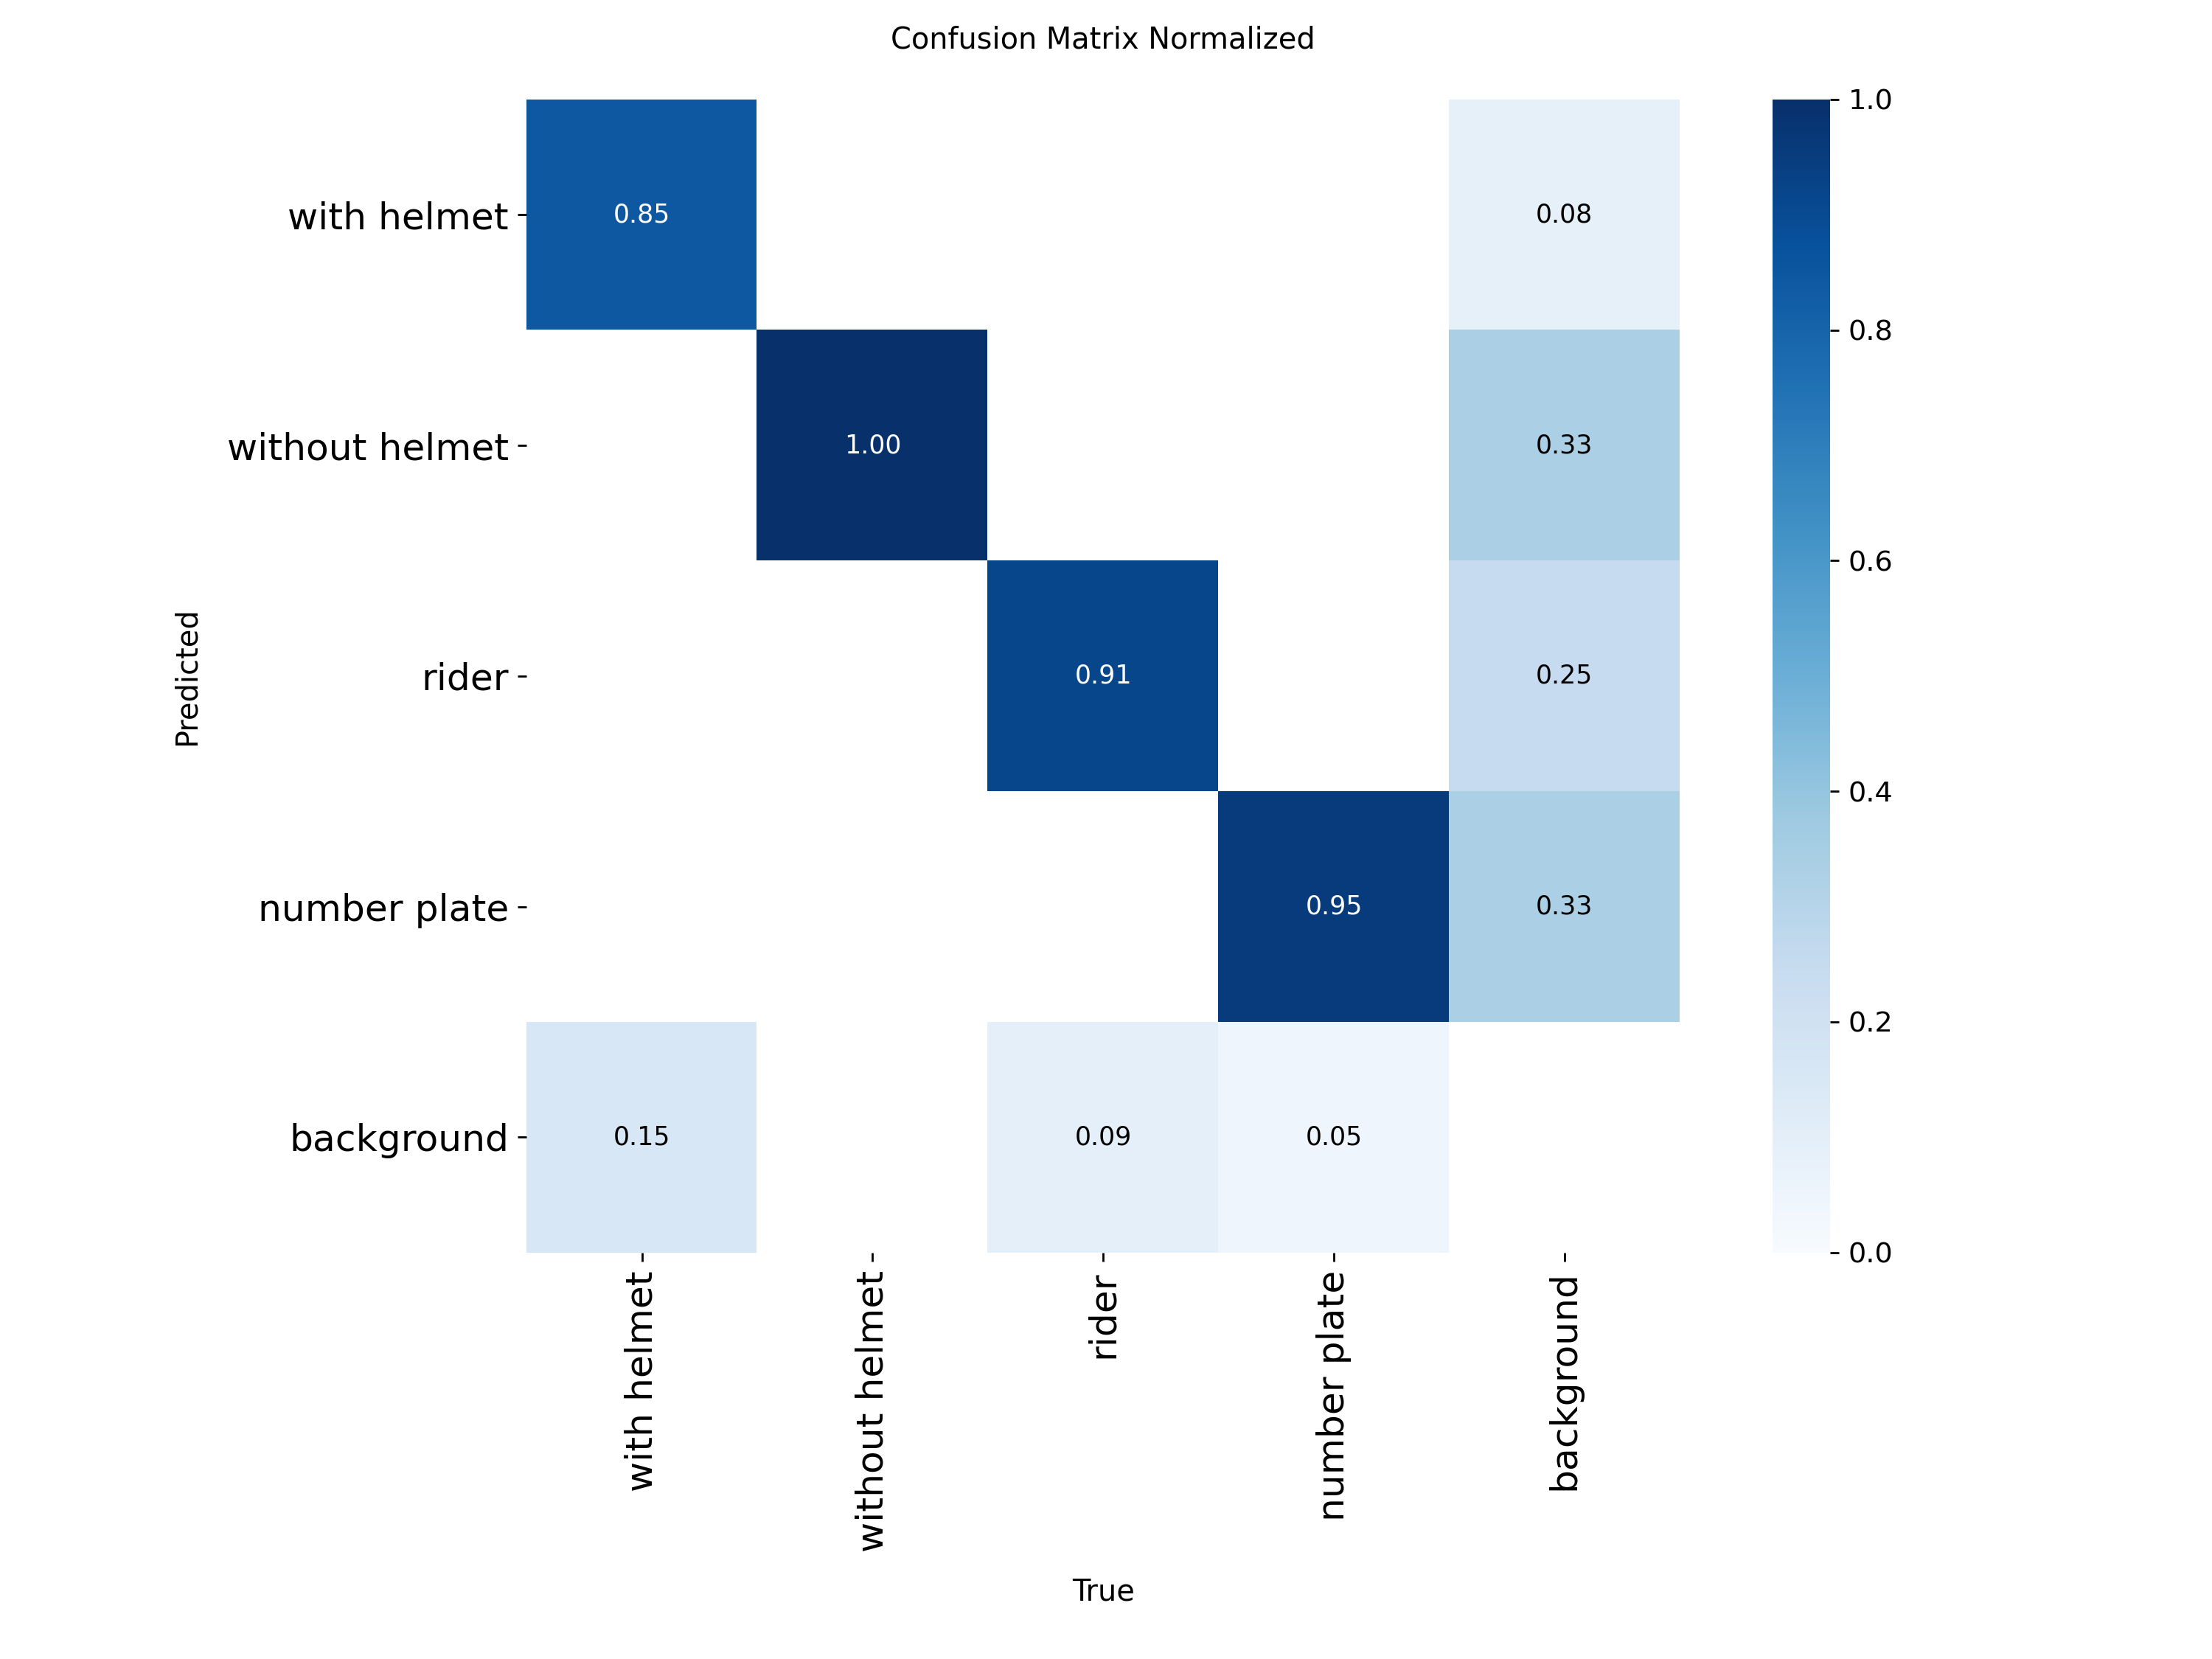 Confusion Matrix Normalized
1.0
with helmet
0.85
0.08
0.8
without helmet
1.00
0.33
0.6
Predicted
rider
0.91
0.25
0.4
number plate
0.95
0.33
0.2
background
0.15
0.09
0.05
0.0
with helmet
without helmet
rider
number plate
background
True